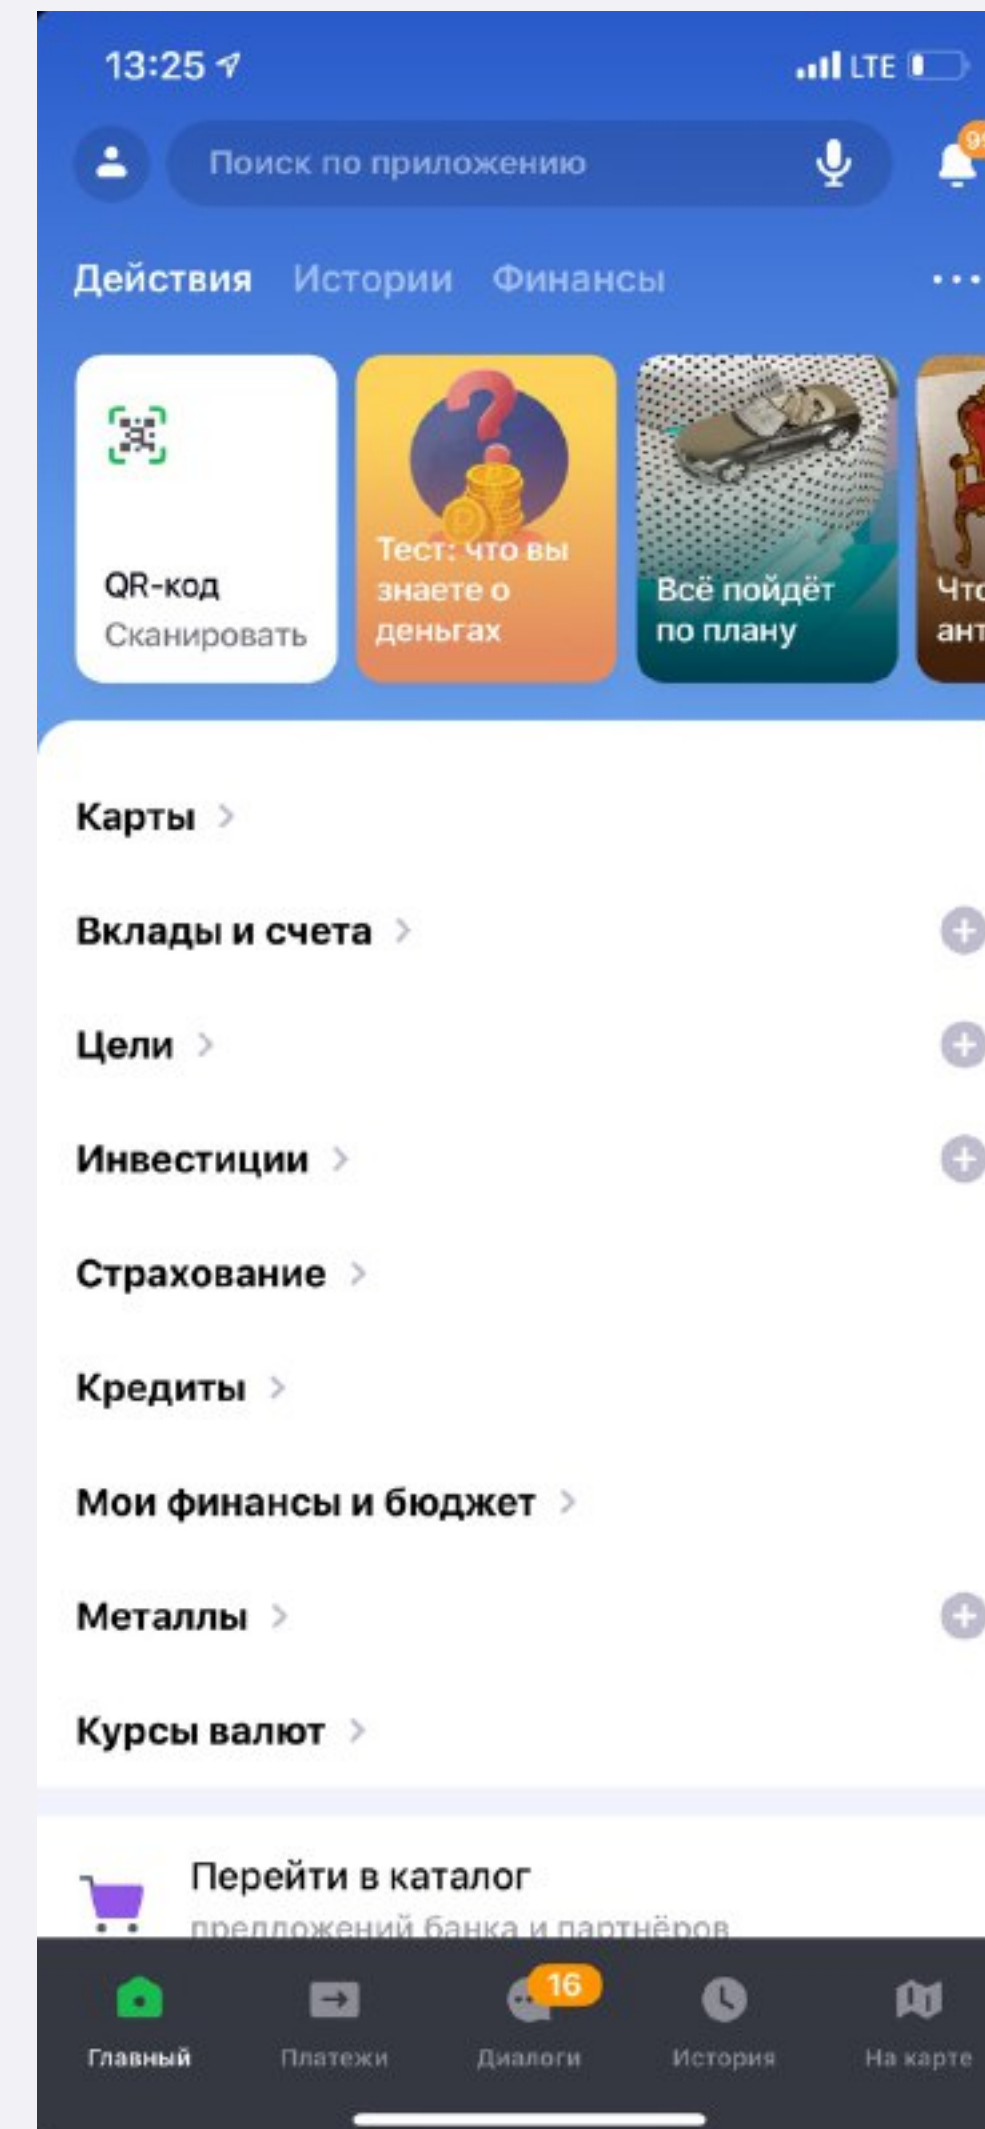 13:25
LTE
Поиск по приложению
Действия Истории Финансы
QR-код
Сканировать
Тест: что вы
знаете о
деньгах
Всё пойдёт
по плану
Карты
Вклады и счета
Цели
Инвестиции
Страхование
Кредиты
Мои финансы и бюджет
Металлы
Курсы валют
Перейти в каталог
предложений банка и партнёров
16
Главный Платежи Диалоги История На карте